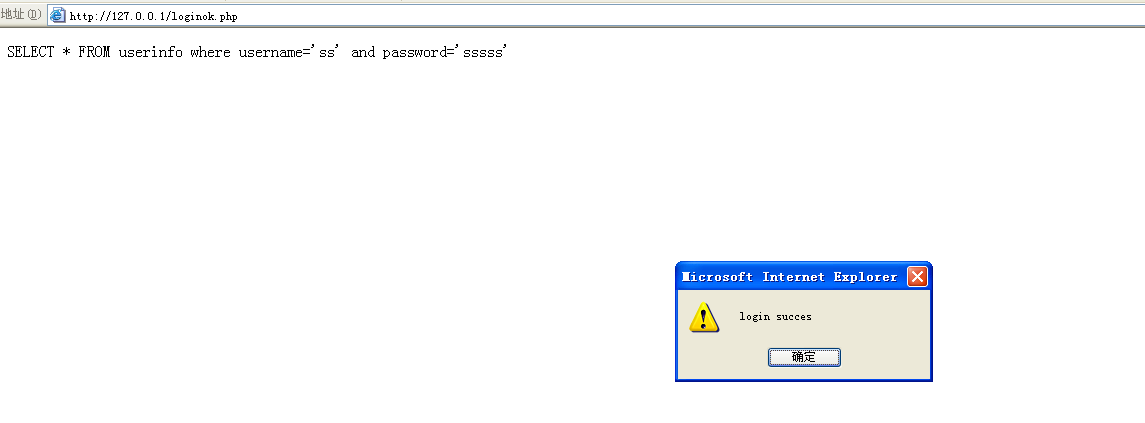 地址(D) http://127.0.0.1/loginok.php
SELECT * FROM userinfo where username='ss' and password='sssss'
Microsoft Internet Explorer
login succes
确定